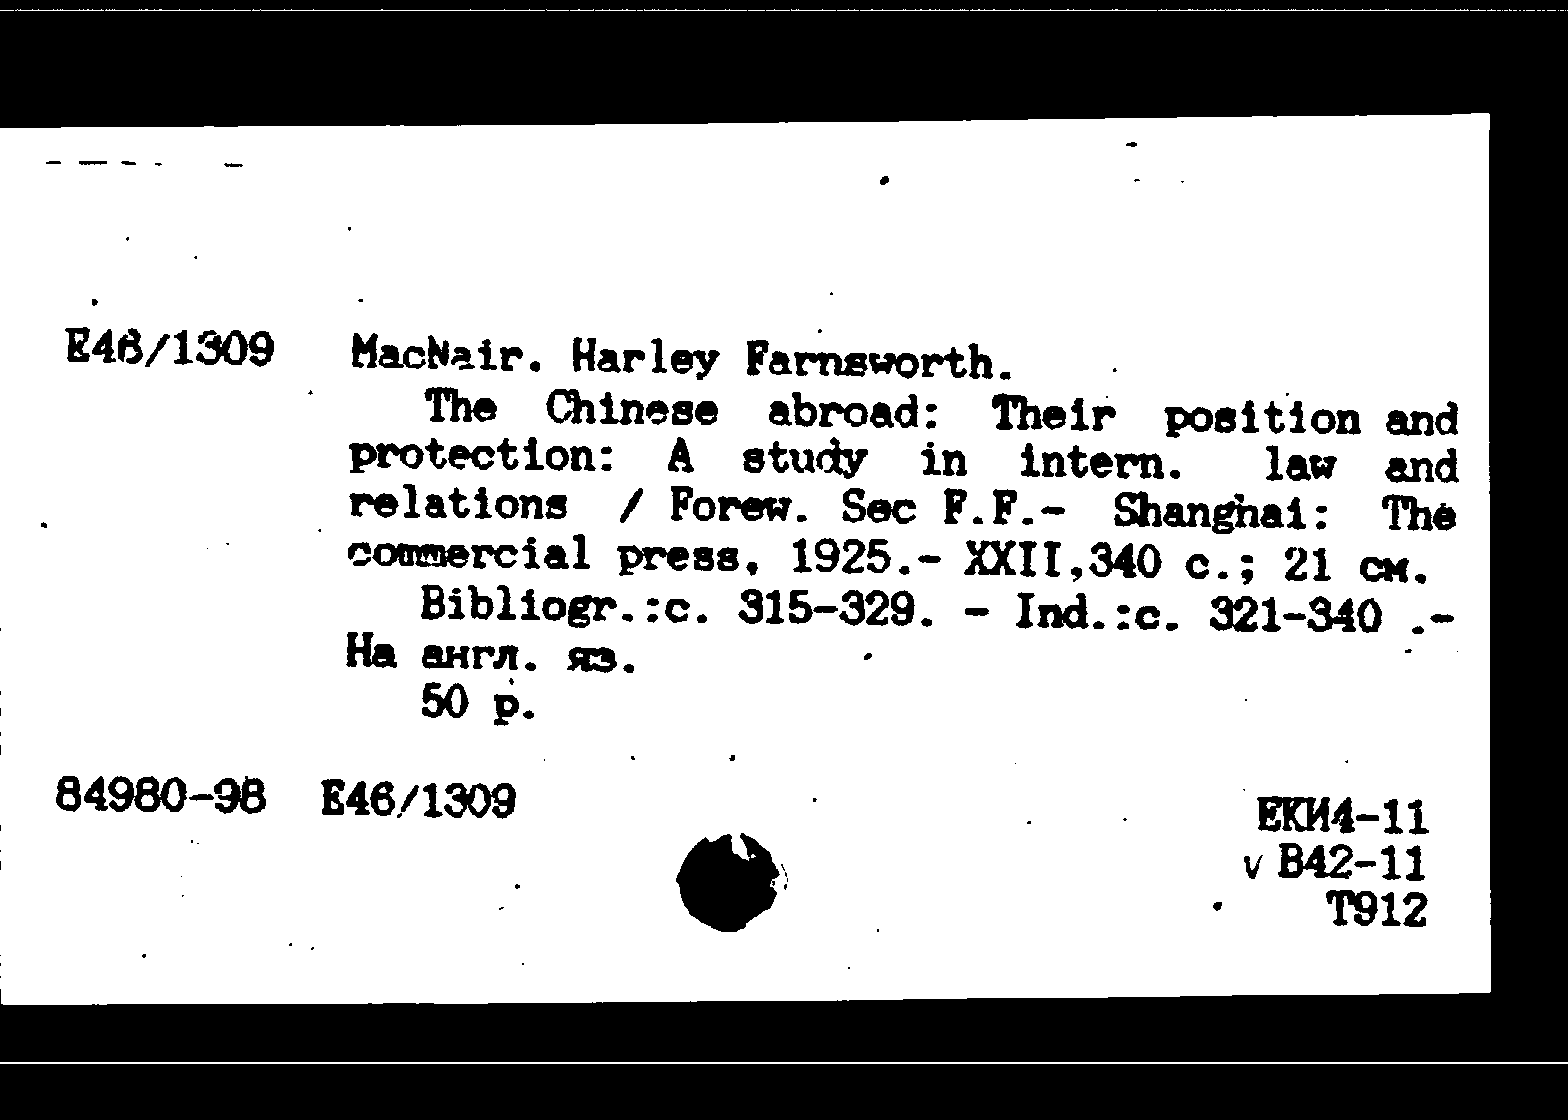 E46/1309 MacNair. Harley Farnsworth.
The Chinese abroad: Their position and
protection: A study in intern. law and
relations / Forew. Sec F.F.- Shanghai: The
commercial press, 1925.- XXII,340 с.; 21 см.
Bibliogr.:с. 315-329. - Ind.:с. 321-340 .-
На англ. яз.
50 р.
84980-98 E46/1309
ЕКИ4-11
v В42-11
Т912